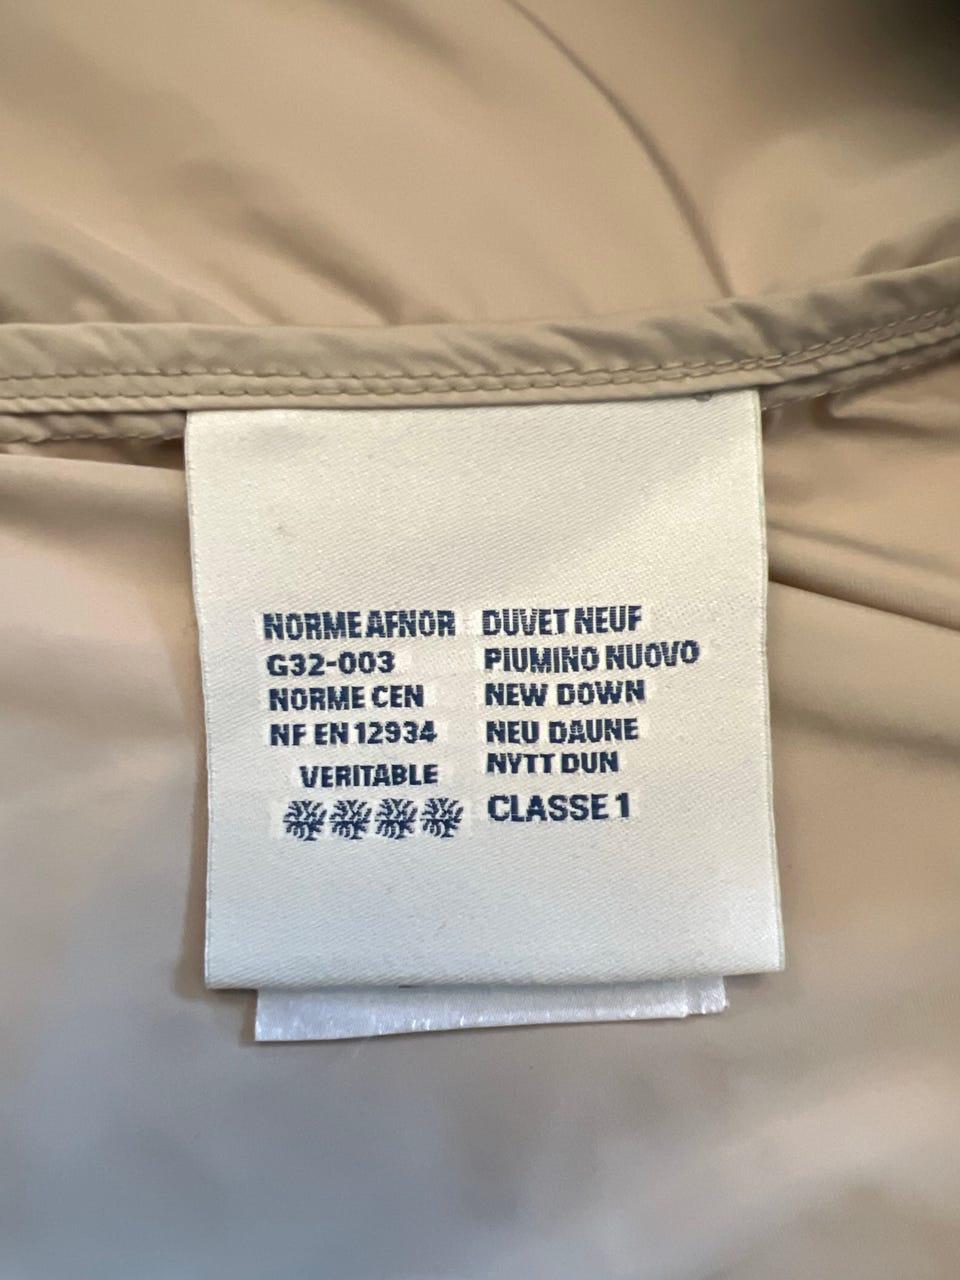 NORME AFNOR
G32-003
NORME CEN
NF EN 12934
VERITABLE
DUVET NEUF
PIUMINO NUOVO
NEW DOWN
NEU DAUNE
NYTT DUN
CLASSE 1